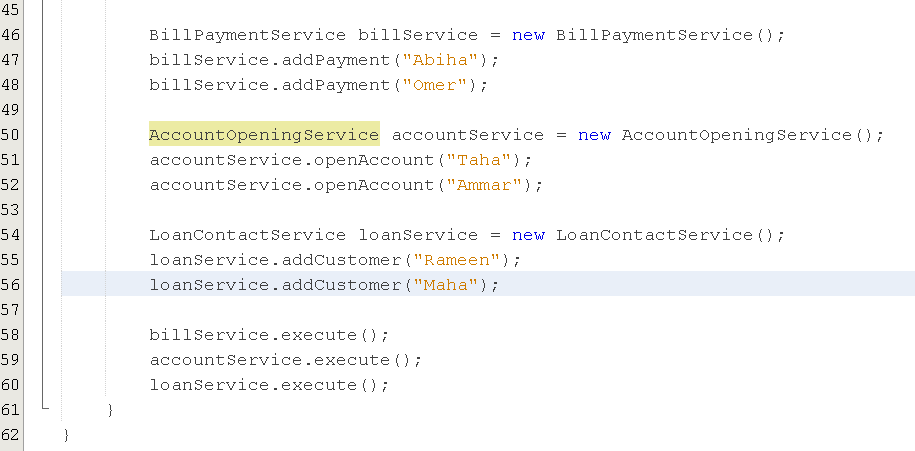 45
46 BillPaymentService billService = new BillPaymentService();
47 billService.addPayment("Abiha");
48 billService.addPayment("Omer");
49
50 AccountOpeningService accountService = new AccountOpeningService();
51 accountService.openAccount("Taha");
52 accountService.openAccount("Ammar");
53
54 LoanContactService loanService = new LoanContactService();
55 loanService.addCustomer("Rameen");
56 loanService.addCustomer("Maha");
57
58 billService.execute();
59 accountService.execute();
60 loanService.execute();
61 }
62 }